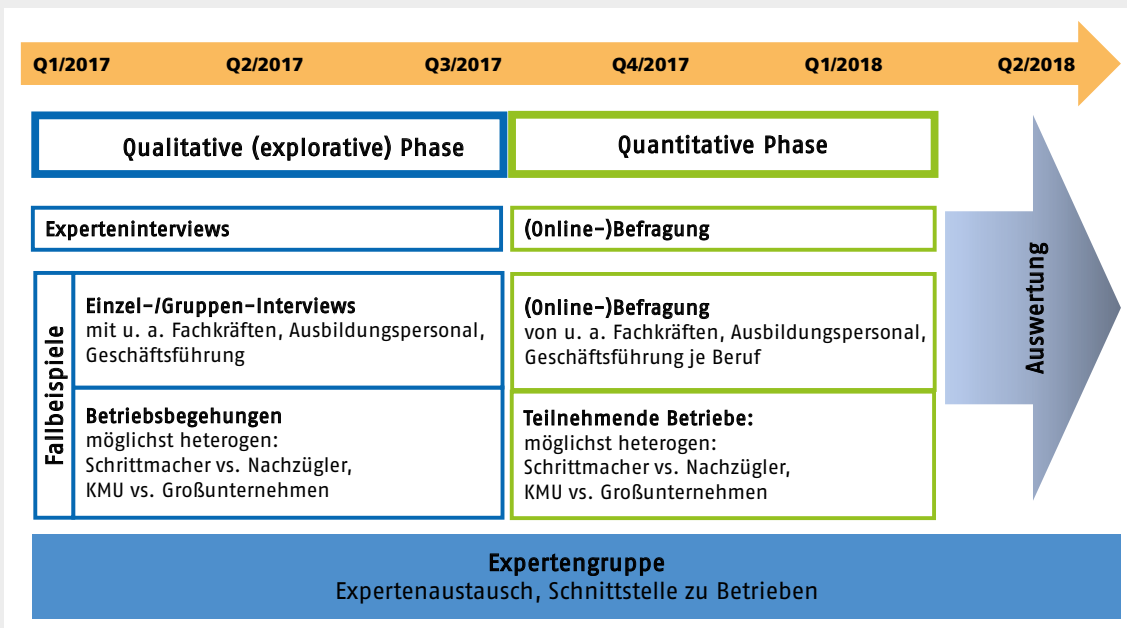 Q1/2017 Q2/2017 Q3/2017 Q4/2017 Q1/2018 Q2/2018
Qualitative (explorative) Phase
Quantitative Phase
Experteninterviews
(Online-)Befragung
Fallbeispiele
Einzel-/Gruppen-Interviews
mit u. a. Fachkräften, Ausbildungspersonal,
Geschäftsführung
(Online-)Befragung
von u. a. Fachkräften, Ausbildungspersonal,
Geschäftsführung je Beruf
Betriebsbegehungen
möglichst heterogen:
Schrittmacher vs. Nachzügler,
KMU vs. Großunternehmen
Teilnehmende Betriebe:
möglichst heterogen:
Schrittmacher vs. Nachzügler,
KMU vs. Großunternehmen
Auswertung
Expertengruppe
Expertenaustausch, Schnittstelle zu Betrieben